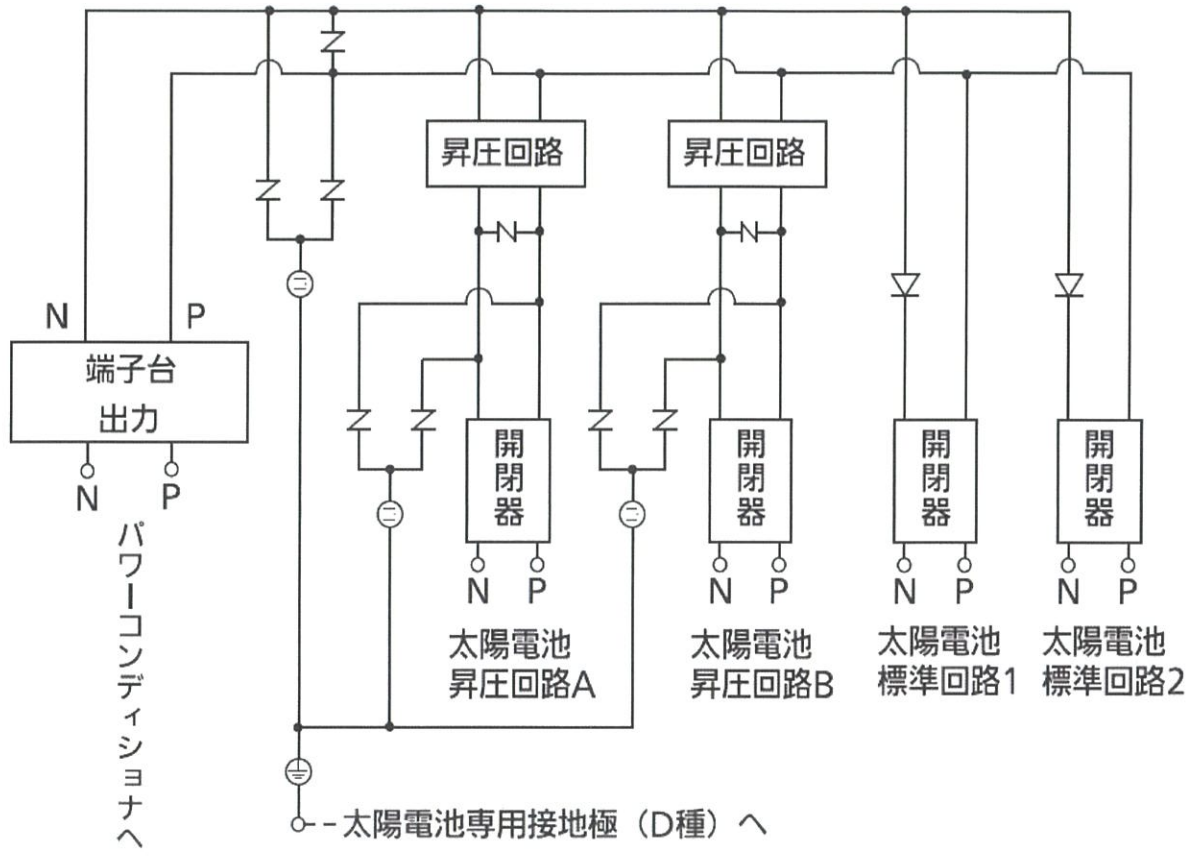 昇圧回路
昇圧回路
N P
端子台
出力
N P
パワーコンディショナへ
開閉器
開閉器
開閉器
開閉器
N P
N P
N P
N P
太陽電池
昇圧回路A
太陽電池
昇圧回路B
太陽電池
標準回路1
太陽電池
標準回路2
太陽電池専用接地極（D種）へ